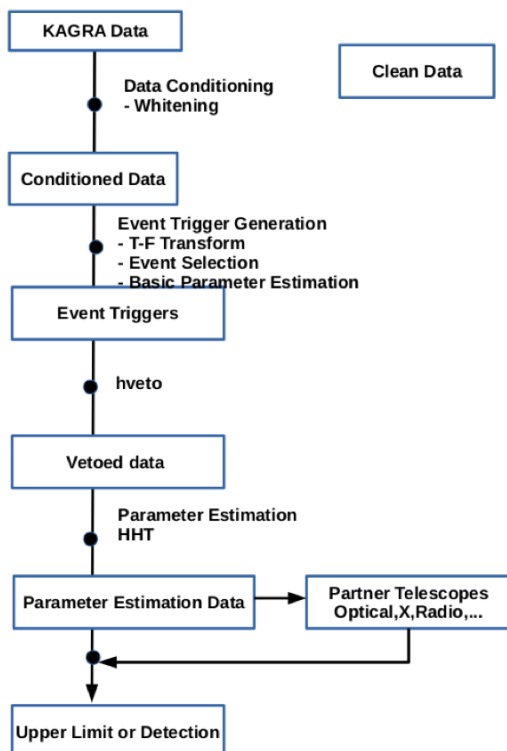 KAGRA Data
Clean Data
Data Conditioning
- Whitening
Conditioned Data
Event Trigger Generation
- T-F Transform
- Event Selection
- Basic Parameter Estimation
Event Triggers
hveto
Vetoed data
Parameter Estimation
HHT
Parameter Estimation Data
Partner Telescopes
Optical,X,Radio,...
Upper Limit or Detection